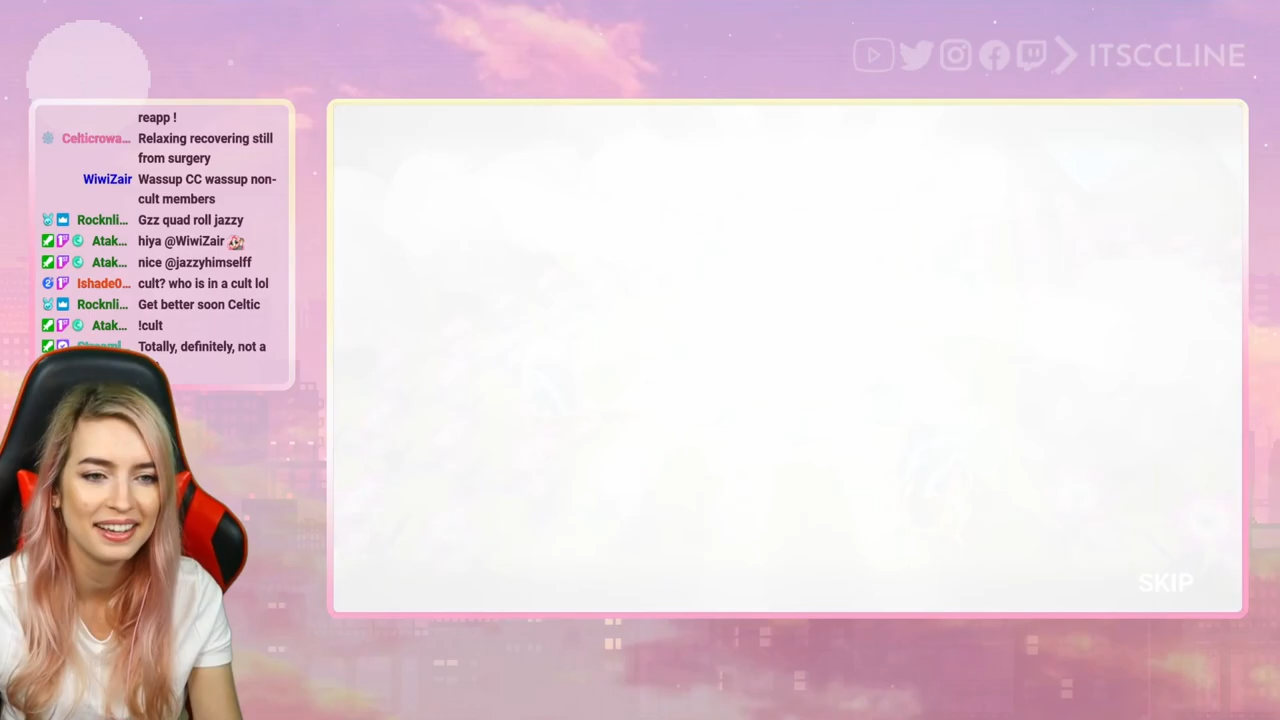 ITSCCLINE
reapp !
Celticrowa... Relaxing recovering still
from surgery
WiwiZair Wassup CC wassup non-
cult members
Rocknli... Gzz quad roll jazzy
Atak... hiya @WiwiZair
Atak... nice @jazzyhimselff
Ishade0... cult? who is in a cult lol
Rocknli... Get better soon Celtic
Atak... !cult
Totally, definitely, not a
SKIP